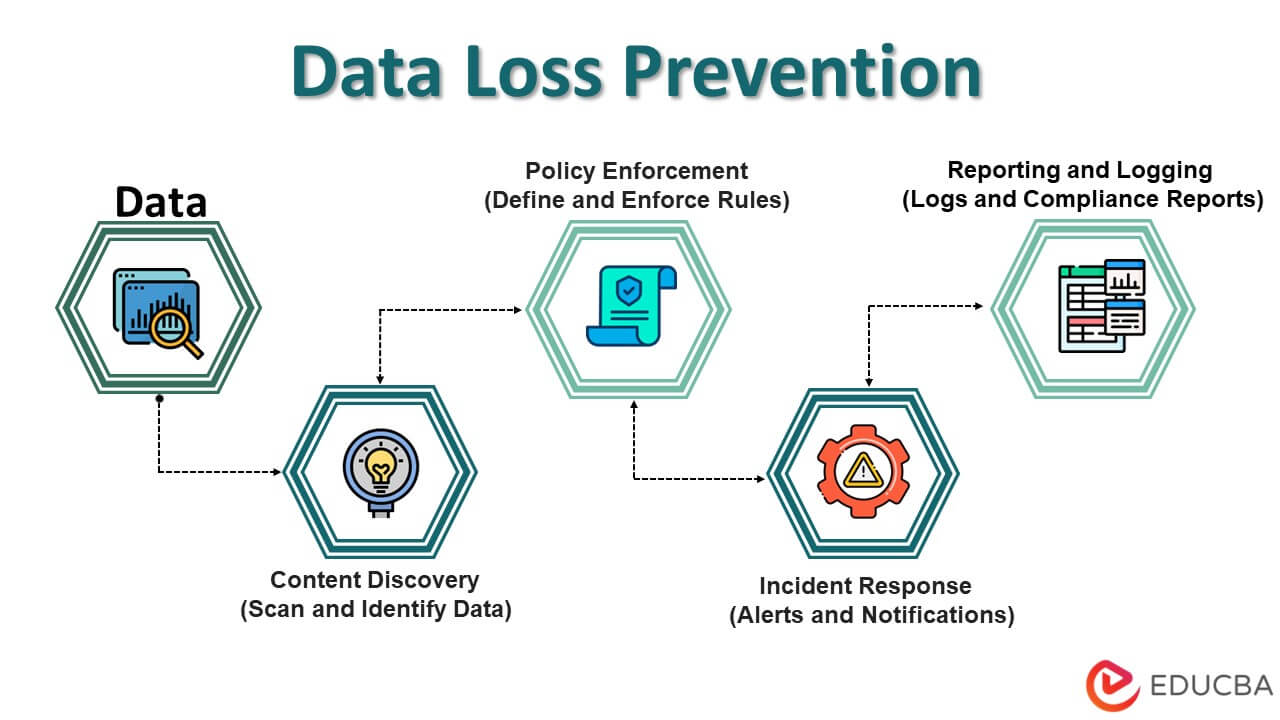 Data Loss Prevention
Data
Policy Enforcement
(Define and Enforce Rules)
Reporting and Logging
(Logs and Compliance Reports)
Content Discovery
(Scan and Identify Data)
Incident Response
(Alerts and Notifications)
EDUCBA